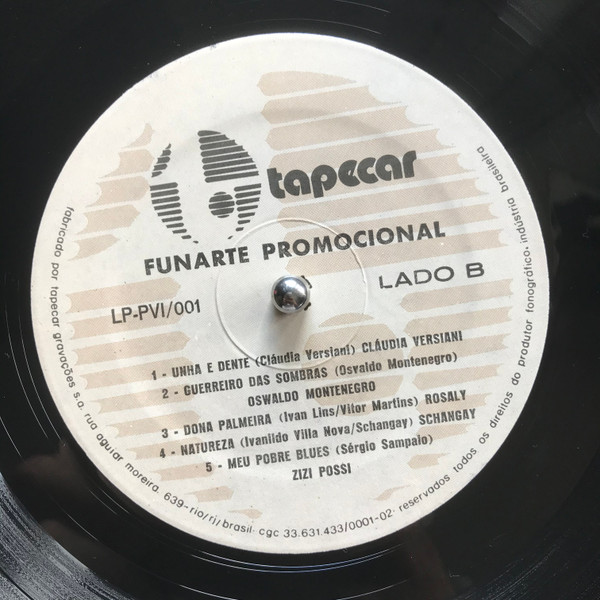 tapecar
FUNARTE PROMOCIONAL
LADO B
LP-PVI/001
1 - UNHA E DENTE (Cláudia Versiani) CLÁUDIA VERSIANI
2 - GUERREIRO DAS SOMBRAS (Osvaldo Montenegro)
OSWALDO MONTENEGRO
3 - DONA PALMEIRA (Ivan Lins/Vitor Martins) ROSALY
4 - NATUREZA (Ivanildo Villa Nova/Schangay) SCHANGAY
5 - MEU POBRE BLUES (Sérgio Sampaio)
ZIZI POSSI
fabricado por tapecar gravações s.a. rua aguiar moreira, 639-rio/rj/brasil· cgc 33.631.433/0001-02· reservados todos os direitos do produtor fonográfico, indústria brasileira